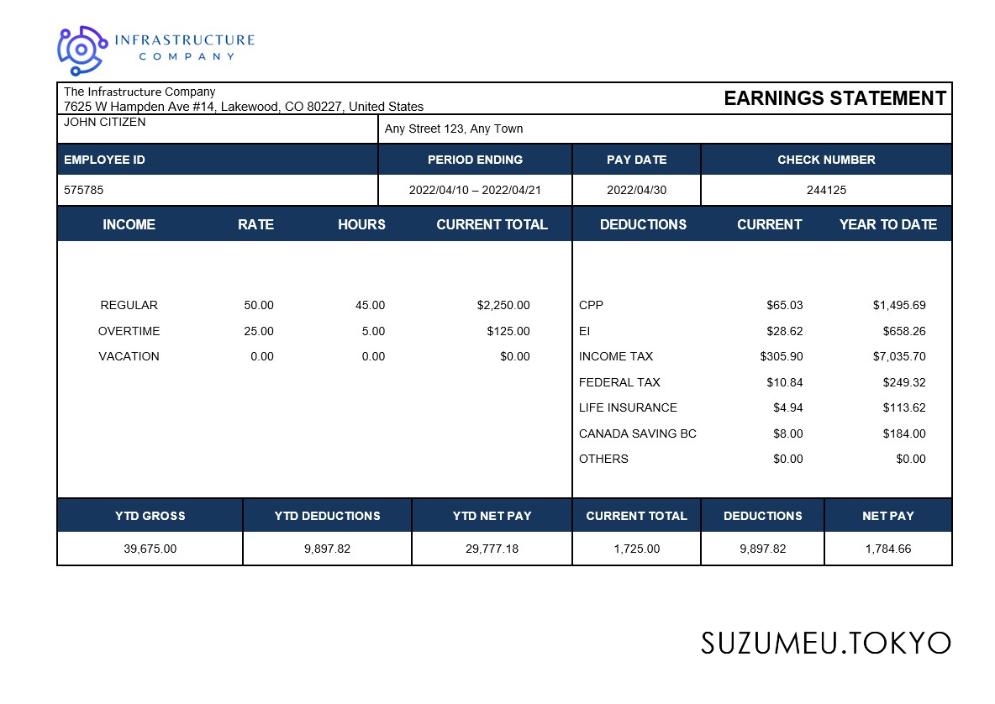 INFRASTRUCTURE
COMPANY
The Infrastructure Company
7625 W Hampden Ave #14, Lakewood, CO 80227, United States
EARNINGS STATEMENT
JOHN CITIZEN
Any Street 123, Any Town
EMPLOYEE ID PERIOD ENDING PAY DATE CHECK NUMBER
575785 2022/04/10 – 2022/04/21 2022/04/30 244125
INCOME RATE HOURS CURRENT TOTAL DEDUCTIONS CURRENT YEAR TO DATE
REGULAR 50.00 45.00 $2,250.00 CPP $65.03 $1,495.69
OVERTIME 25.00 5.00 $125.00 EI $28.62 $658.26
VACATION 0.00 0.00 $0.00 INCOME TAX $305.90 $7,035.70
FEDERAL TAX $10.84 $249.32
LIFE INSURANCE $4.94 $113.62
CANADA SAVING BC $8.00 $184.00
OTHERS $0.00 $0.00
YTD GROSS YTD DEDUCTIONS YTD NET PAY CURRENT TOTAL DEDUCTIONS NET PAY
39,675.00 9,897.82 29,777.18 1,725.00 9,897.82 1,784.66
SUZUMEU.TOKYO